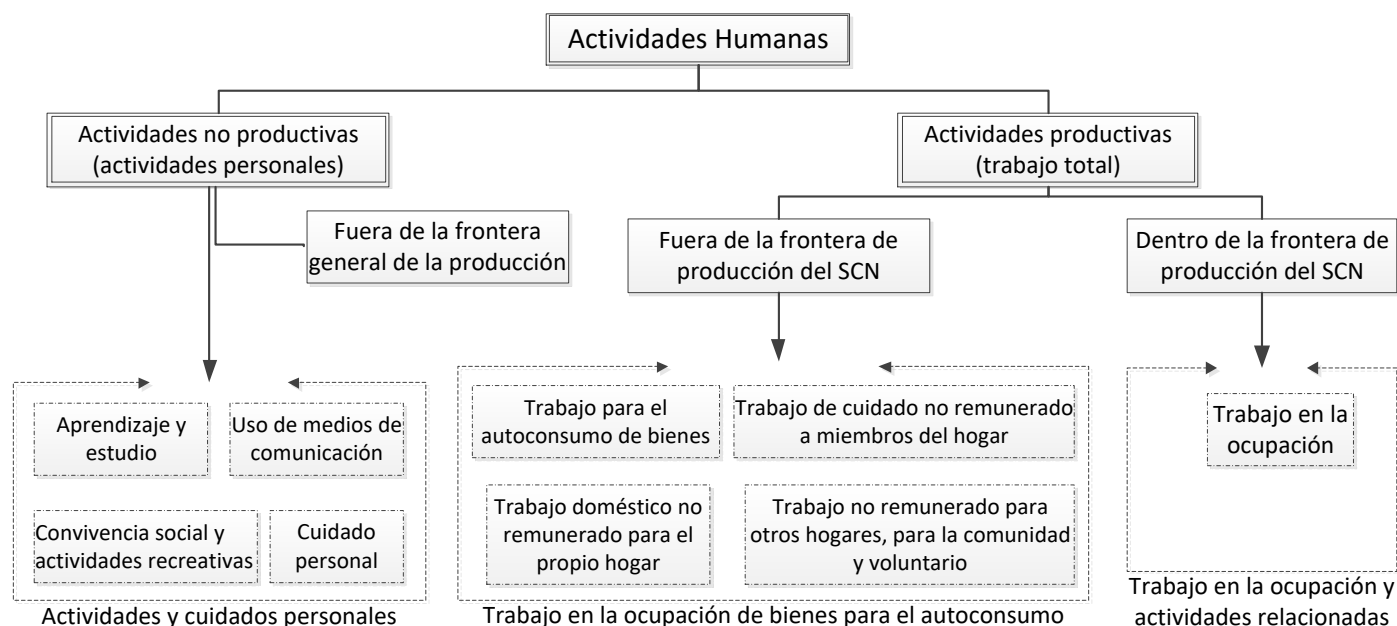 Actividades Humanas
Actividades no productivas
(actividades personales)
Actividades productivas
(trabajo total)
Fuera de la frontera
general de la producción
Fuera de la frontera de
producción del SCN
Dentro de la frontera de
producción del SCN
Aprendizaje y
estudio
Uso de medios de
comunicación
Convivencia social y
actividades recreativas
Cuidado
personal
Actividades y cuidados personales
Trabajo para el
autoconsumo de bienes
Trabajo de cuidado no remunerado
a miembros del hogar
Trabajo doméstico no
remunerado para el
propio hogar
Trabajo no remunerado para
otros hogares, para la comunidad
y voluntario
Trabajo en la ocupación de bienes para el autoconsumo
Trabajo en la
ocupación
Trabajo en la ocupación y
actividades relacionadas